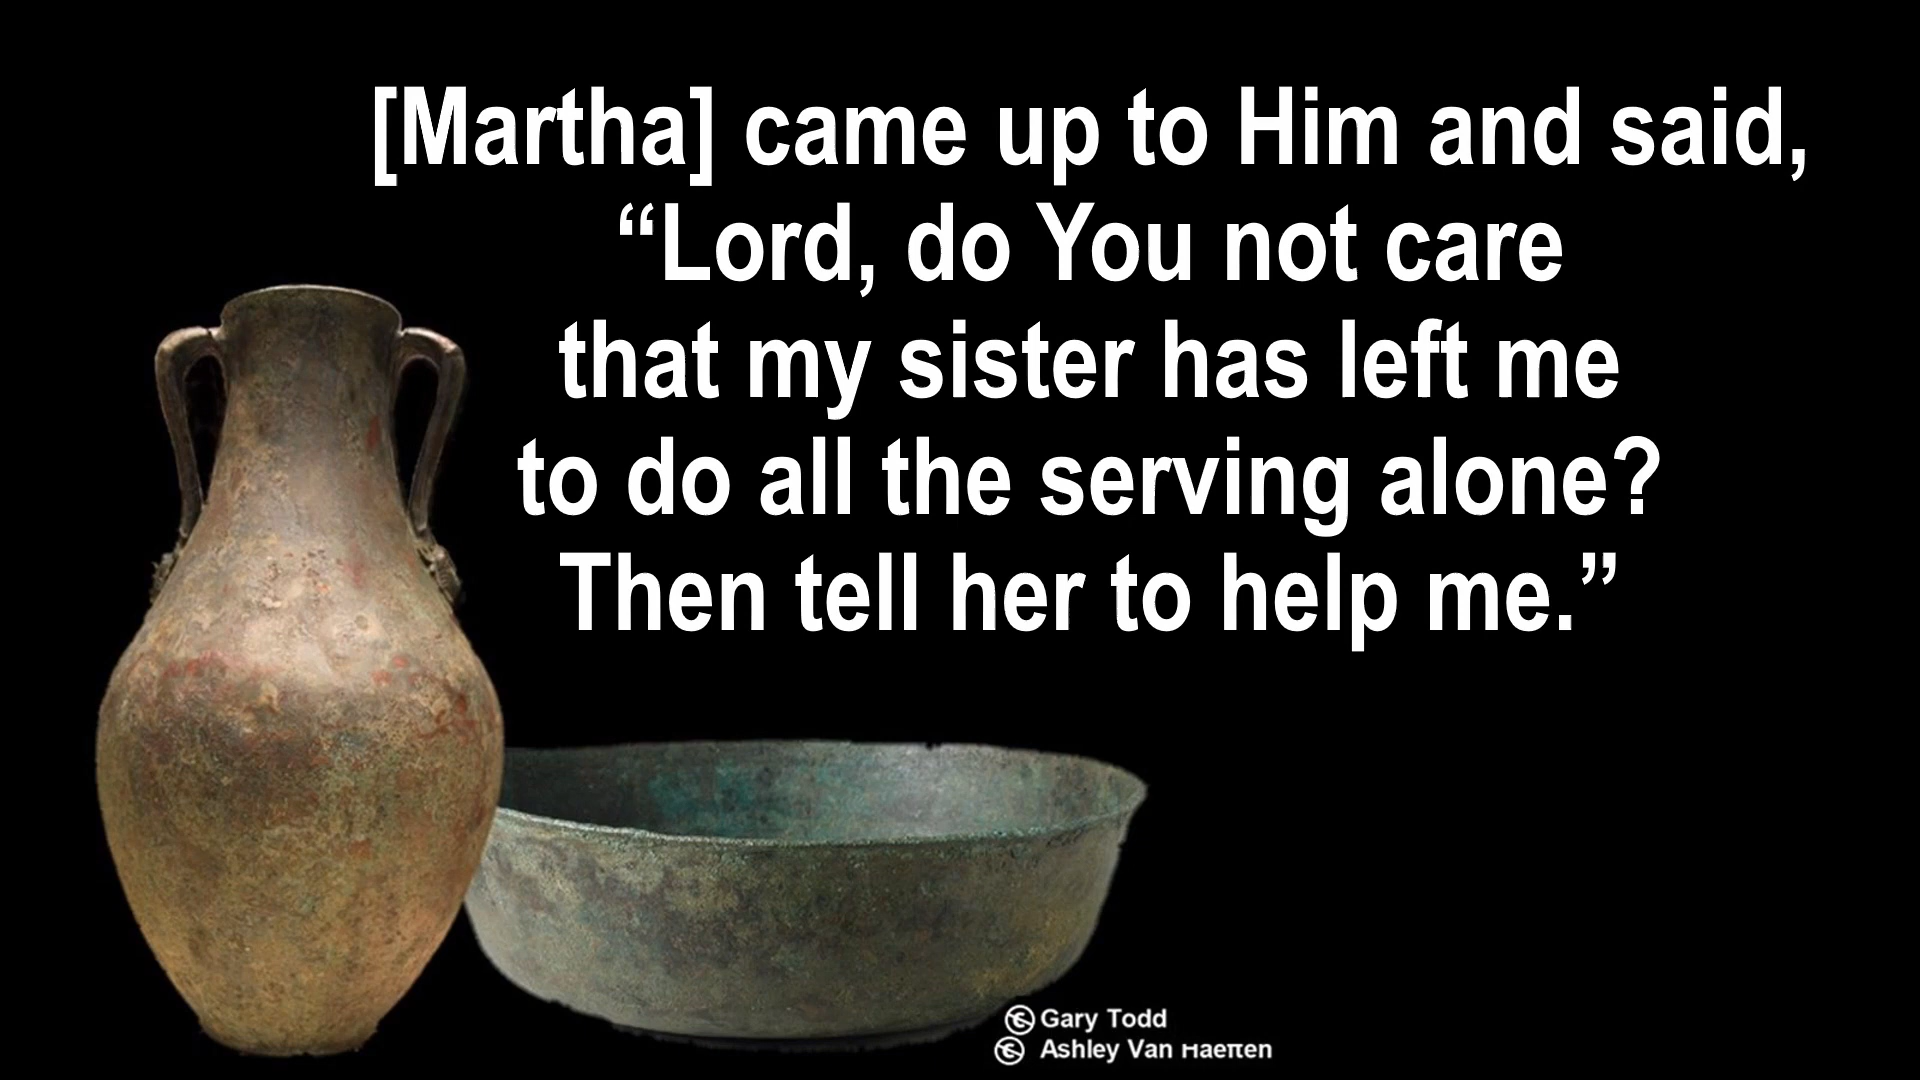 [Martha] came up to Him and said,
“Lord, do You not care
that my sister has left me
to do all the serving alone?
Then tell her to help me.”
Gary Todd
Ashley Van Haeften